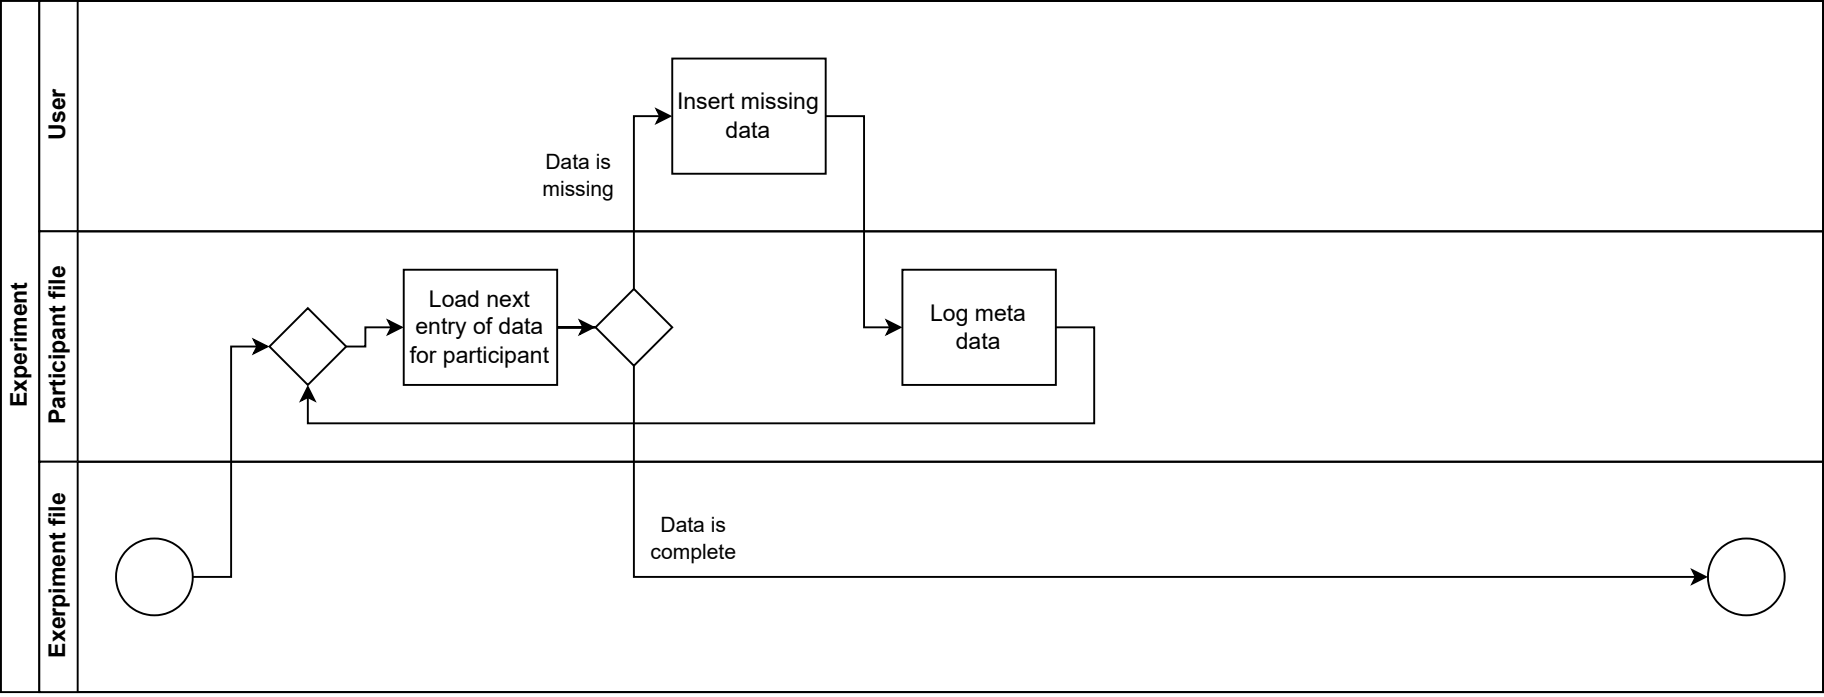 Experiment
User
Participant file
Exerpiment file
Insert missing
data
Data is
missing
Load next
entry of data
for participant
Log meta
data
Data is
complete